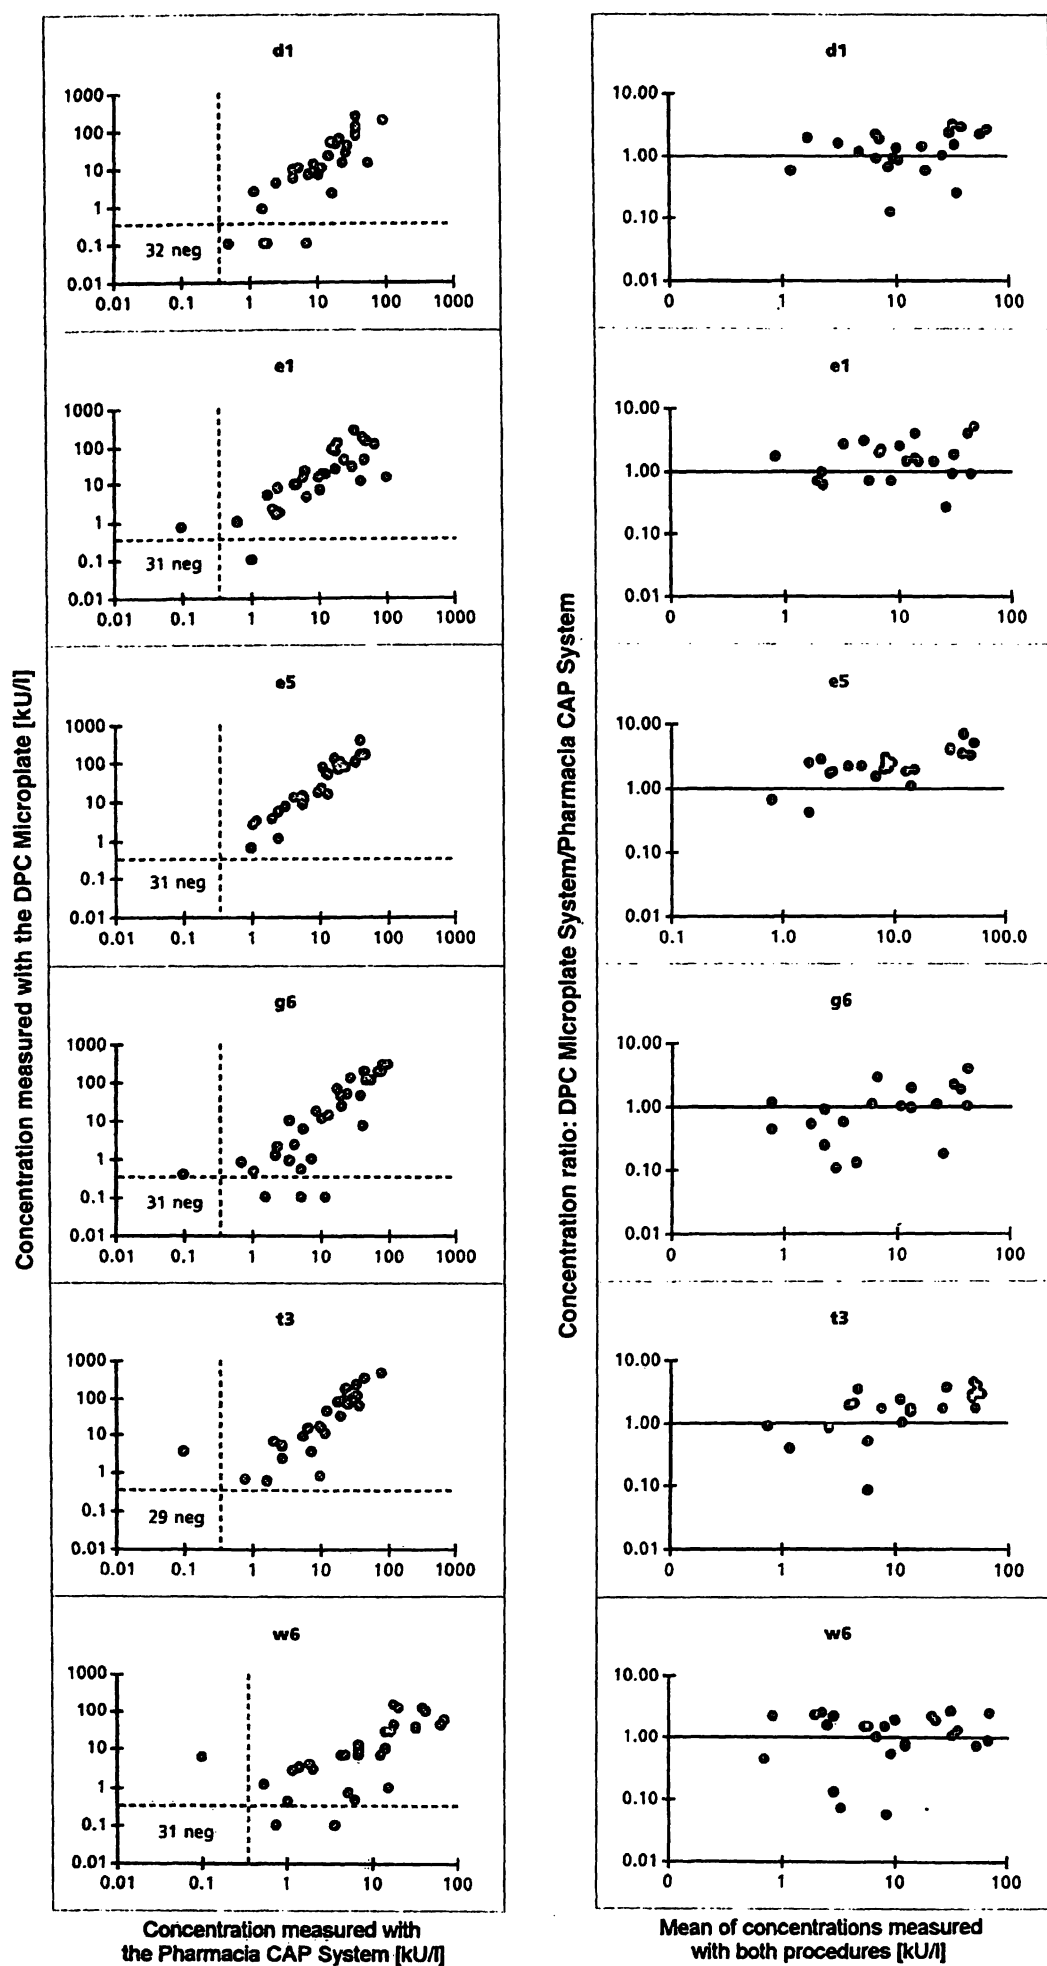 Concentration measured with the DPC Microplate [kU/l]
d1
1000
100
10
1
0.1
0.01
32 neg
0.01 0.1 1 10 100 1000
e1
1000
100
10
1
0.1
0.01
31 neg
0.01 0.1 1 10 100 1000
e5
1000
100
10
1
0.1
0.01
31 neg
0.01 0.1 1 10 100 1000
g6
1000
100
10
1
0.1
0.01
31 neg
0.01 0.1 1 10 100 1000
t3
1000
100
10
1
0.1
0.01
29 neg
0.01 0.1 1 10 100 1000
w6
1000
100
10
1
0.1
0.01
31 neg
0.01 0.1 1 10 100
Concentration measured with
the Pharmacia CAP System [kU/l]
Concentration ratio: DPC Microplate System/Pharmacia CAP System
d1
10.00
1.00
0.10
0.01
0 1 10 100
e1
10.00
1.00
0.10
0.01
0 1 10 100
e5
10.00
1.00
0.10
0.01
0.1 1.0 10.0 100.0
g6
10.00
1.00
0.10
0.01
0 1 10 100
t3
10.00
1.00
0.10
0.01
0 1 10 100
w6
10.00
1.00
0.10
0.01
0 1 10 100
Mean of concentrations measured
with both procedures [kU/l]